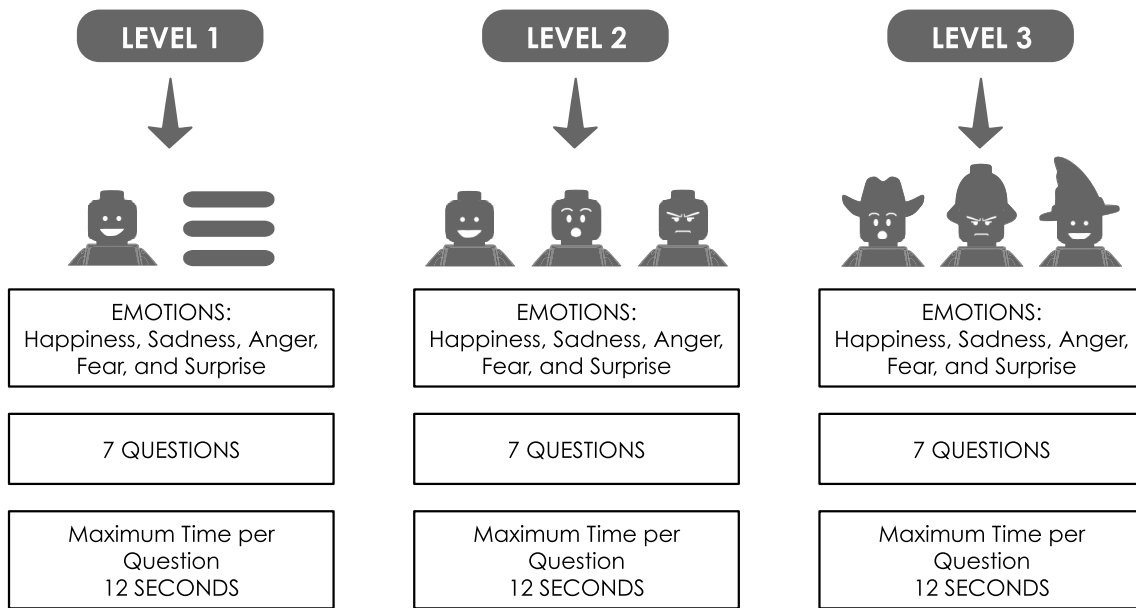 LEVEL 1
LEVEL 2
LEVEL 3
EMOTIONS:
Happiness, Sadness, Anger,
Fear, and Surprise
EMOTIONS:
Happiness, Sadness, Anger,
Fear, and Surprise
EMOTIONS:
Happiness, Sadness, Anger,
Fear, and Surprise
7 QUESTIONS
7 QUESTIONS
7 QUESTIONS
Maximum Time per
Question
12 SECONDS
Maximum Time per
Question
12 SECONDS
Maximum Time per
Question
12 SECONDS